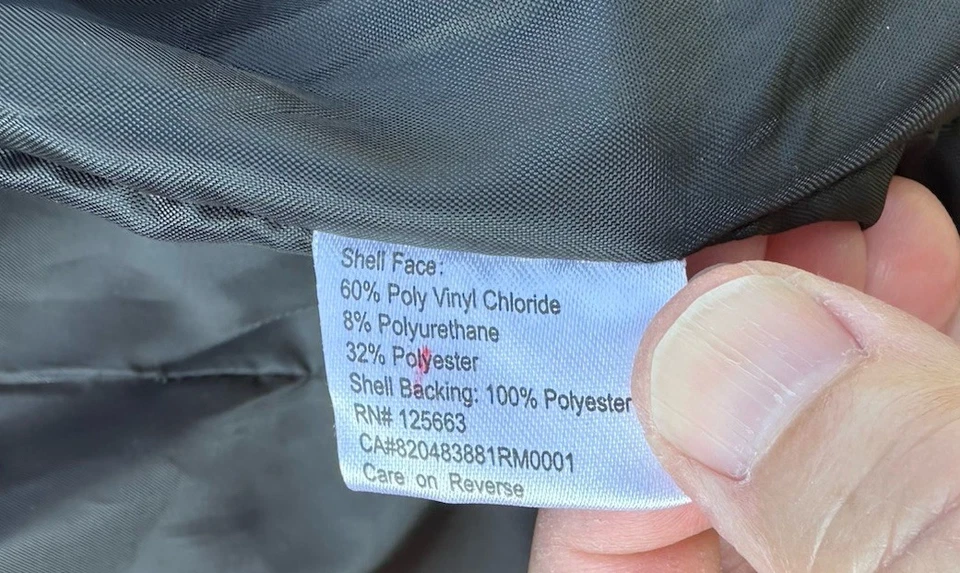 Shell Face:
60% Poly Vinyl Chloride
8% Polyurethane
32% Polyester
Shell Backing: 100% Polyester
RN# 125663
CA#820483881RM0001
Care on Reverse